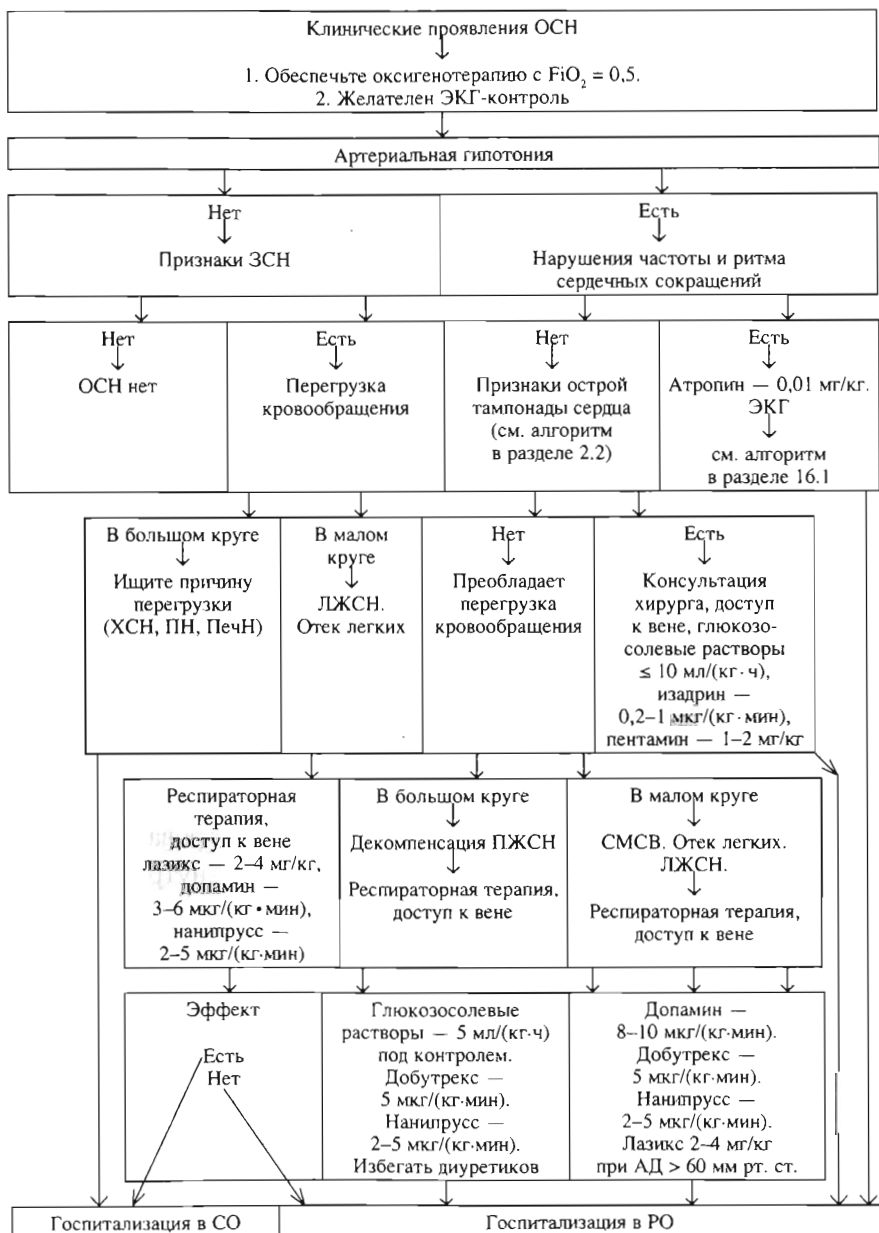 Клинические проявления ОСН
1. Обеспечьте оксигенотерапию с FiO₂ = 0,5.
2. Желателен ЭКГ-контроль
Артериальная гипотония
Нет
Признаки ЗСН
Есть
Нарушения частоты и ритма
сердечных сокращений
Нет
ОСН нет
Есть
Перегрузка
кровообращения
Нет
Признаки острой
тампонады сердца
(см. алгоритм
в разделе 2.2)
Есть
Атропин — 0,01 мг/кг.
ЭКГ
см. алгоритм
в разделе 16.1
В большом круге
Ищите причину
перегрузки
(ХСН, ПН, ПечН)
В малом
круге
ЛЖСН.
Отек легких
Нет
Преобладает
перегрузка
кровообращения
Есть
Консультация
хирурга, доступ
к вене, глюкозо-
солевые растворы
≤ 10 мл/(кг·ч),
изадрин —
0,2–1 мкг/(кг·мин),
пентамин — 1–2 мг/кг
Респираторная
терапия,
доступ к вене
лазикс — 2–4 мг/кг,
допамин —
3–6 мкг/(кг•мин),
нанипрусс —
2–5 мкг/(кг·мин)
В большом круге
Декомпенсация ПЖСН
Респираторная терапия,
доступ к вене
В малом круге
СМСВ. Отек легких.
ЛЖСН.
Респираторная терапия,
доступ к вене
Эффект
Есть
Нет
Глюкозосолевые
растворы — 5 мл/(кг·ч)
под контролем.
Добутрекс —
5 мкг/(кг·мин).
Нанипрусс —
2–5 мкг/(кг·мин).
Избегать диуретиков
Допамин —
8–10 мкг/(кг·мин).
Добутрекс —
5 мкг/(кг·мин).
Нанипрусс —
2–5 мкг/(кг·мин).
Лазикс 2–4 мг/кг
при АД > 60 мм рт. ст.
Госпитализация в СО
Госпитализация в РО